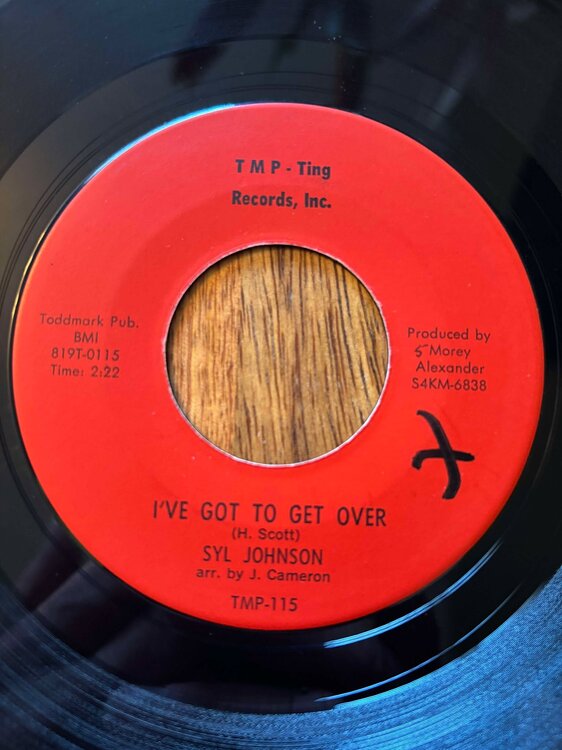 T M P - Ting
Records, Inc.
Toddmark Pub.
BMI
819T-0115
Time: 2:22
Produced by
5 Morey
Alexander
S4KM-6838
X
I'VE GOT TO GET OVER
(H. Scott)
SYL JOHNSON
arr. by J. Cameron
TMP-115